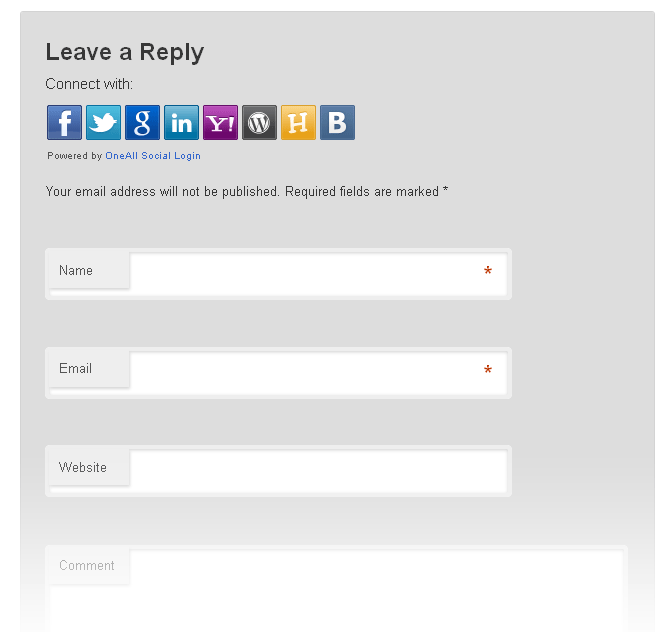 Leave a Reply
Connect with:
f g in Y! W H B
Powered by OneAll Social Login
Your email address will not be published. Required fields are marked *
Name *
Email *
Website
Comment